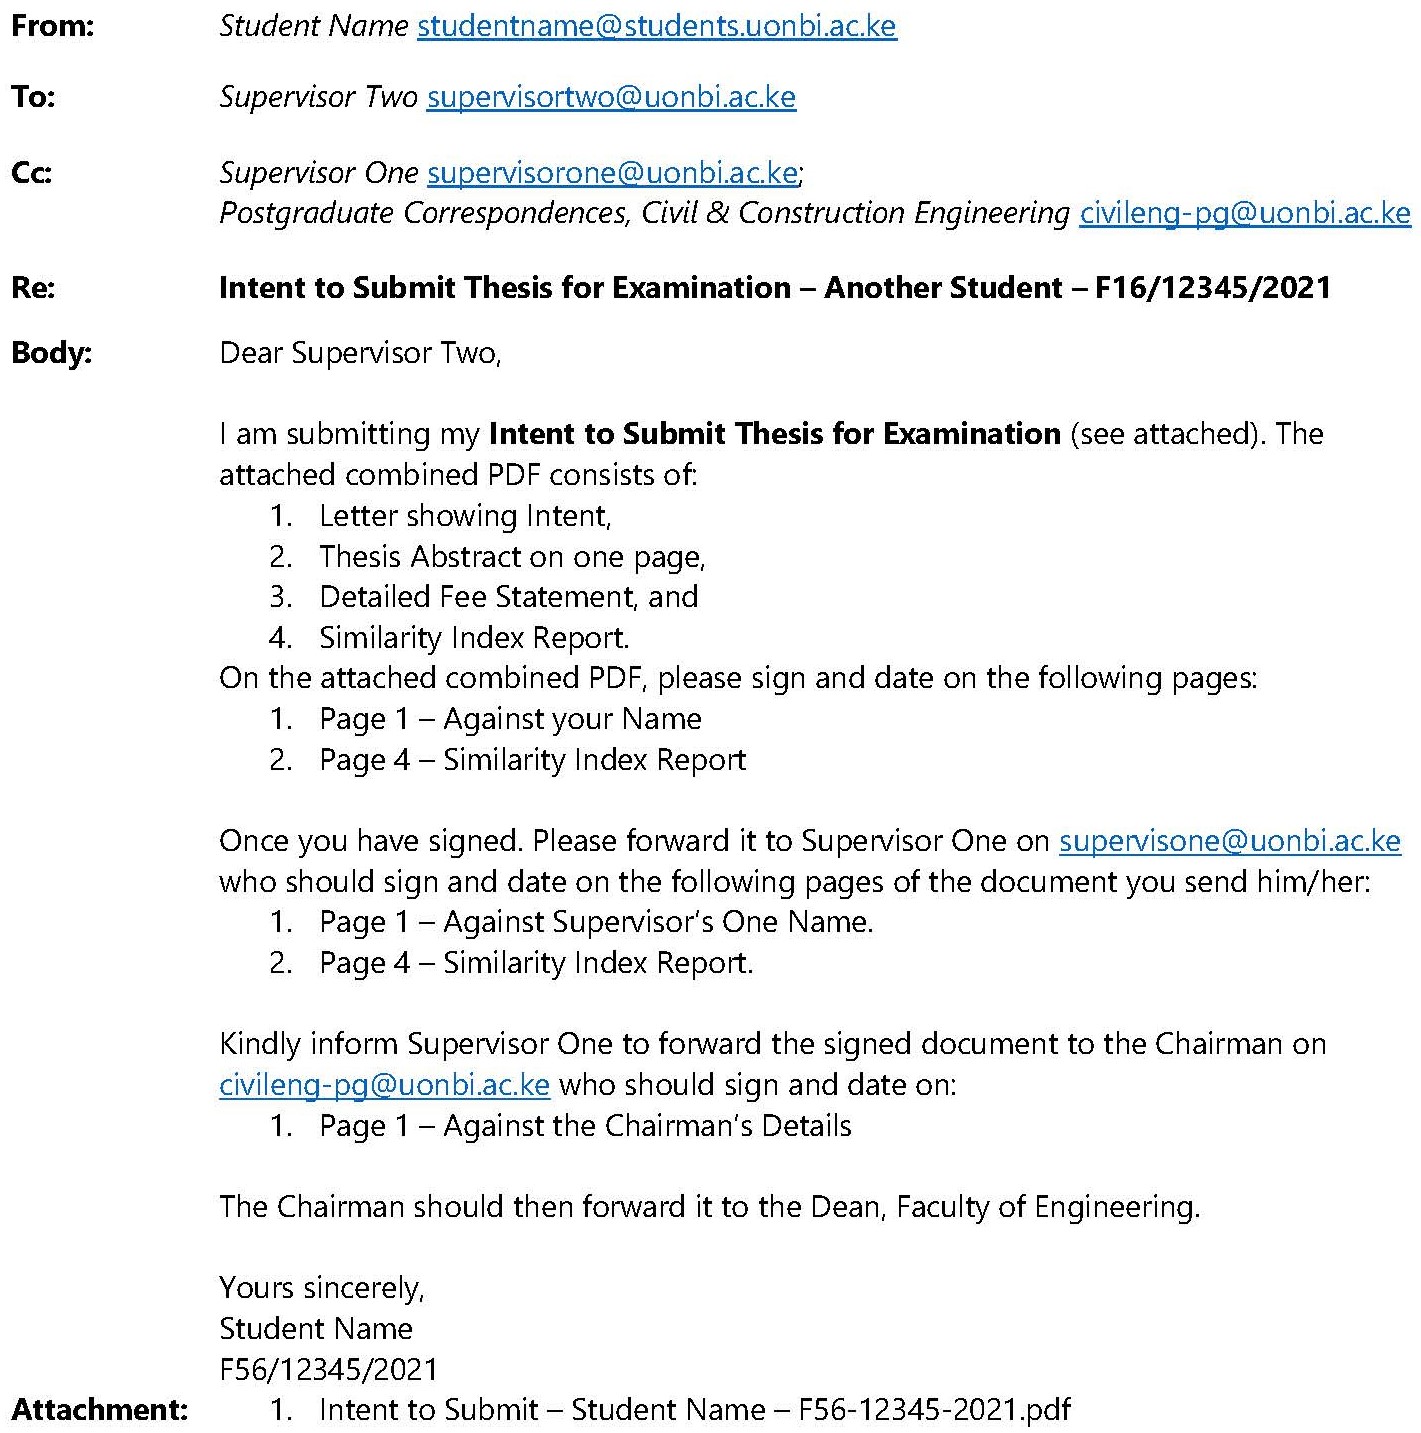 From: Student Name studentname@students.uonbi.ac.ke
To: Supervisor Two supervisortwo@uonbi.ac.ke
Cc: Supervisor One supervisorone@uonbi.ac.ke;
Postgraduate Correspondences, Civil & Construction Engineering civileng-pg@uonbi.ac.ke
Re: Intent to Submit Thesis for Examination – Another Student – F16/12345/2021
Body: Dear Supervisor Two,
I am submitting my Intent to Submit Thesis for Examination (see attached). The
attached combined PDF consists of:
1. Letter showing Intent,
2. Thesis Abstract on one page,
3. Detailed Fee Statement, and
4. Similarity Index Report.
On the attached combined PDF, please sign and date on the following pages:
1. Page 1 – Against your Name
2. Page 4 – Similarity Index Report
Once you have signed. Please forward it to Supervisor One on supervisone@uonbi.ac.ke
who should sign and date on the following pages of the document you send him/her:
1. Page 1 – Against Supervisor’s One Name.
2. Page 4 – Similarity Index Report.
Kindly inform Supervisor One to forward the signed document to the Chairman on
civileng-pg@uonbi.ac.ke who should sign and date on:
1. Page 1 – Against the Chairman’s Details
The Chairman should then forward it to the Dean, Faculty of Engineering.
Yours sincerely,
Student Name
F56/12345/2021
Attachment: 1. Intent to Submit – Student Name – F56-12345-2021.pdf